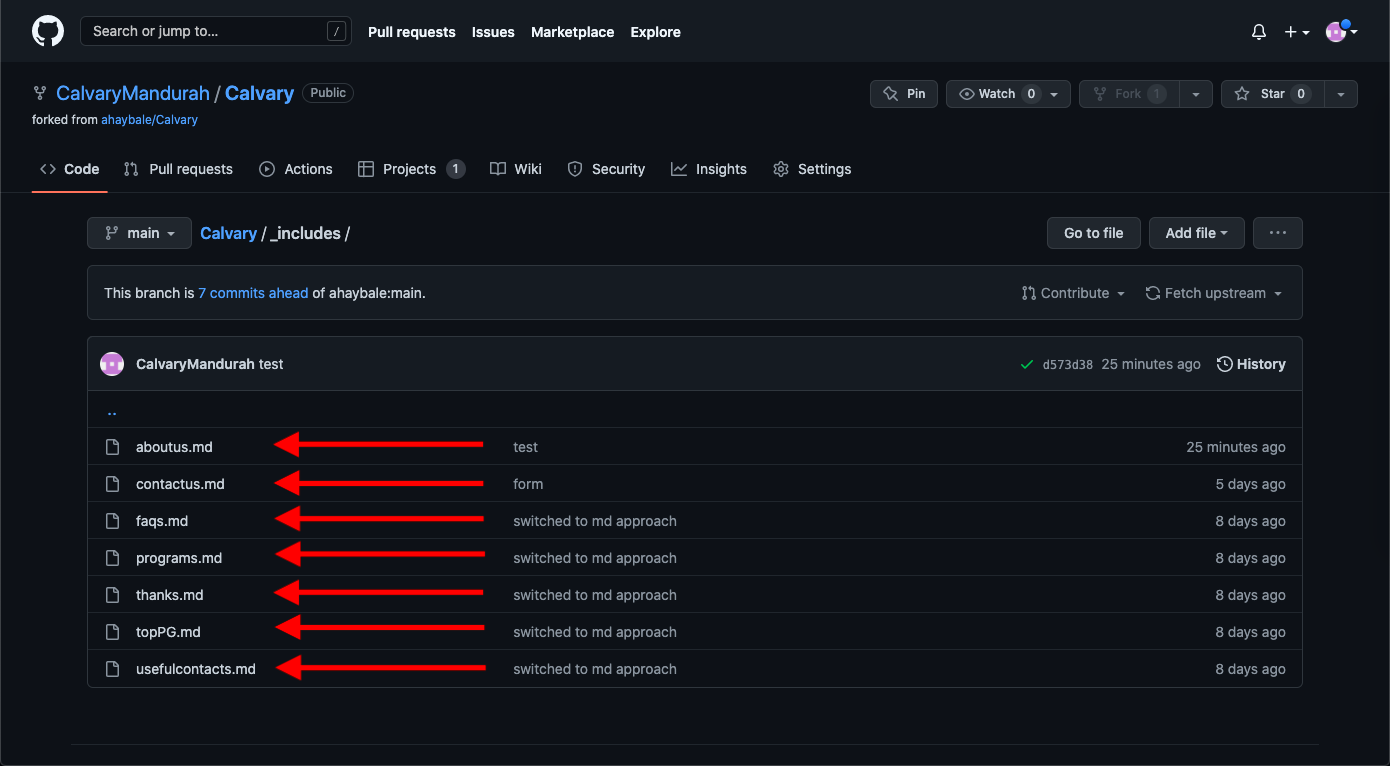 Search or jump to... / Pull requests Issues Marketplace Explore
CalvaryMandurah / Calvary Public Pin Watch 0 Fork 1 Star 0
forked from ahaybale/Calvary
Code Pull requests Actions Projects 1 Wiki Security Insights Settings
main Calvary / _includes / Go to file Add file ...
This branch is 7 commits ahead of ahaybale:main. Contribute Fetch upstream
CalvaryMandurah test d573d38 25 minutes ago History
..
aboutus.md test 25 minutes ago
contactus.md form 5 days ago
faqs.md switched to md approach 8 days ago
programs.md switched to md approach 8 days ago
thanks.md switched to md approach 8 days ago
topPG.md switched to md approach 8 days ago
usefulcontacts.md switched to md approach 8 days ago